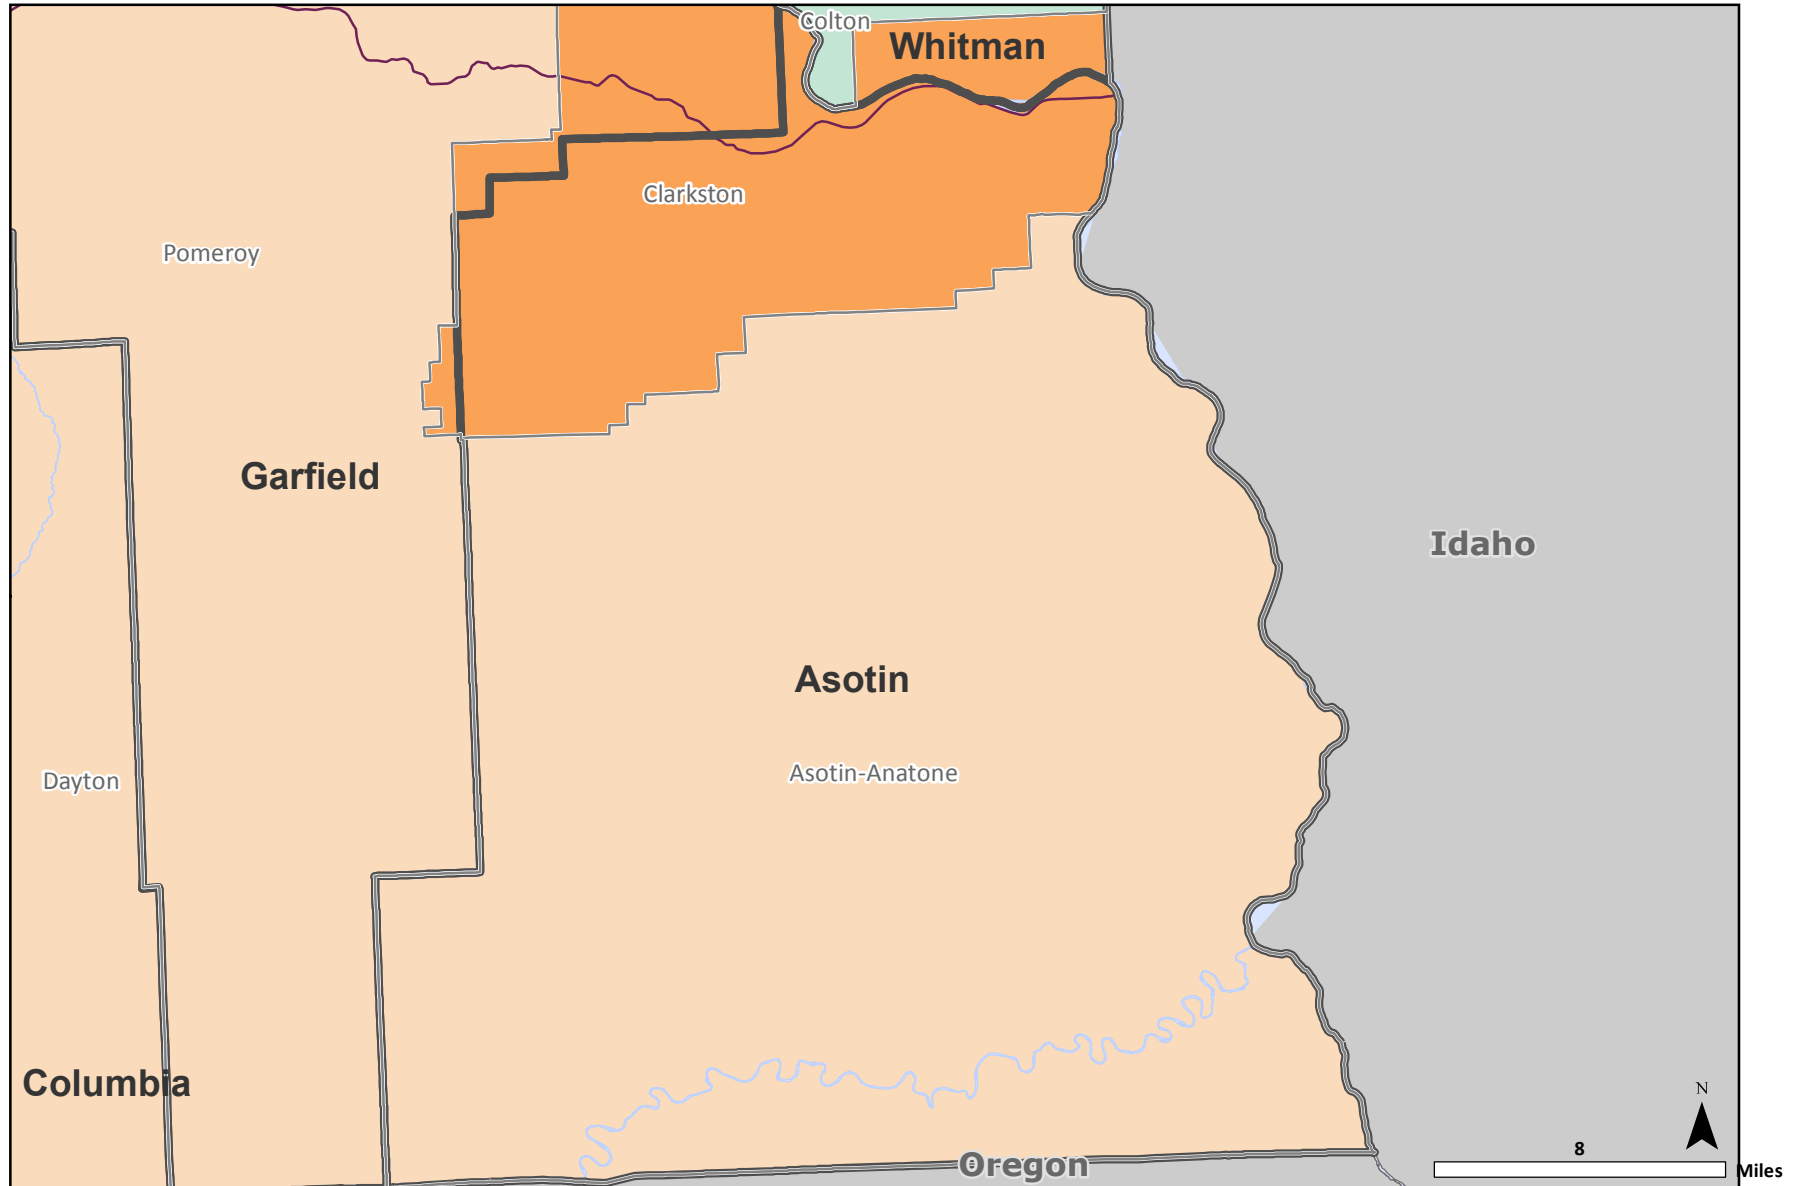 Colton
Whitman
Clarkston
Pomeroy
Garfield
Idaho
Asotin
Asotin-Anatone
Dayton
Columbia
N
8
Oregon
Miles